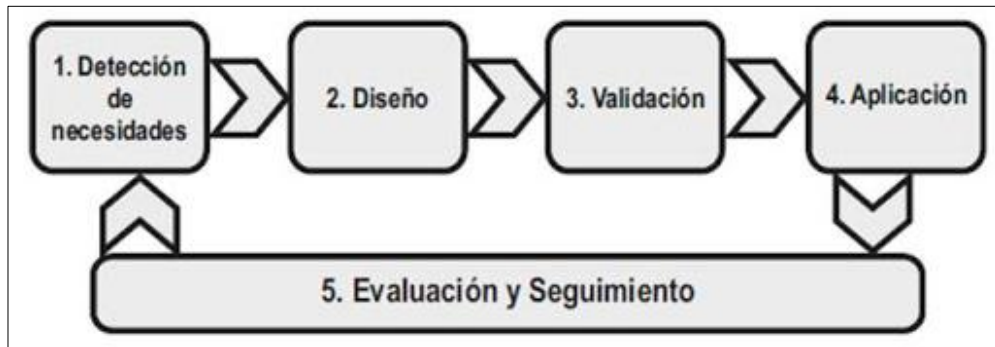 1. Detección
de
necesidades
2. Diseño
3. Validación
4. Aplicación
5. Evaluación y Seguimiento